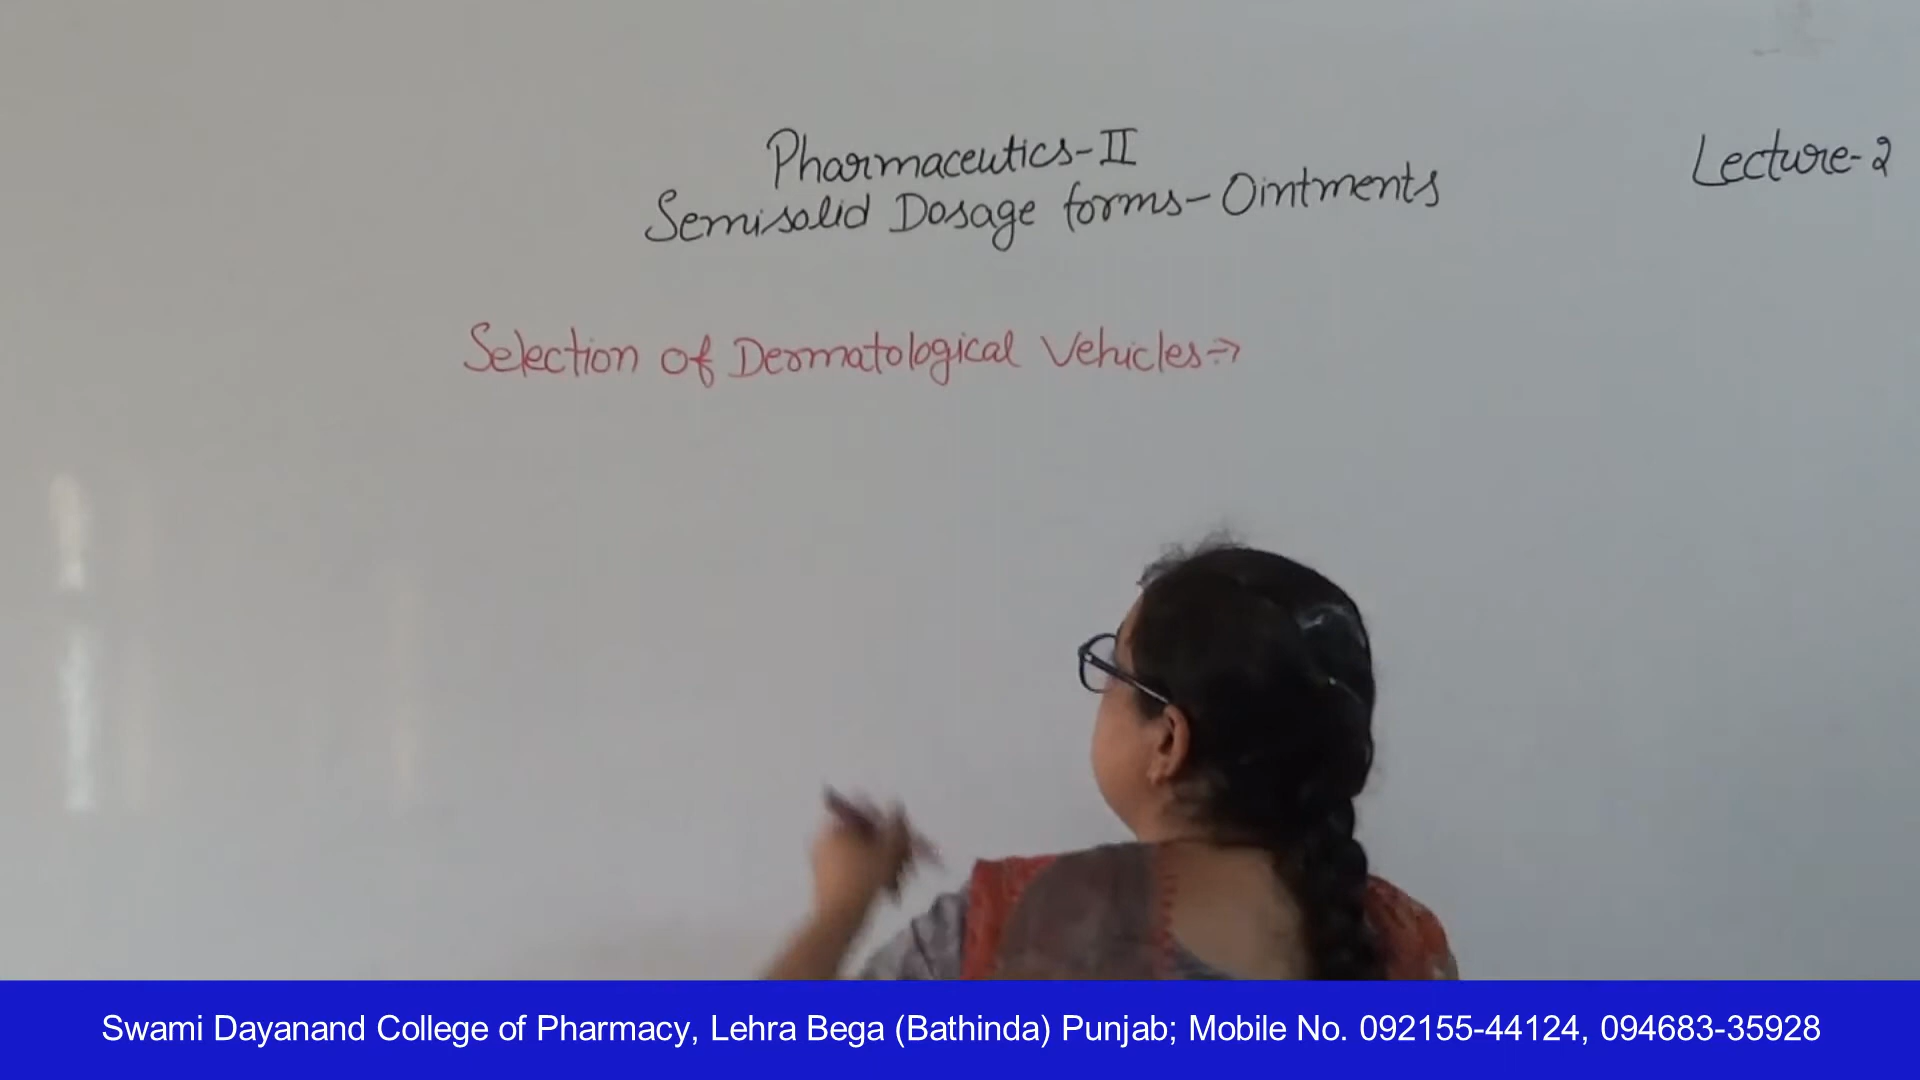 Pharmaceutics-II
Lecture-2
Semisolid Dosage forms-Ointments
Selection of Dermatological Vehicles:→
Swami Dayanand College of Pharmacy, Lehra Bega (Bathinda) Punjab; Mobile No. 092155-44124, 094683-35928